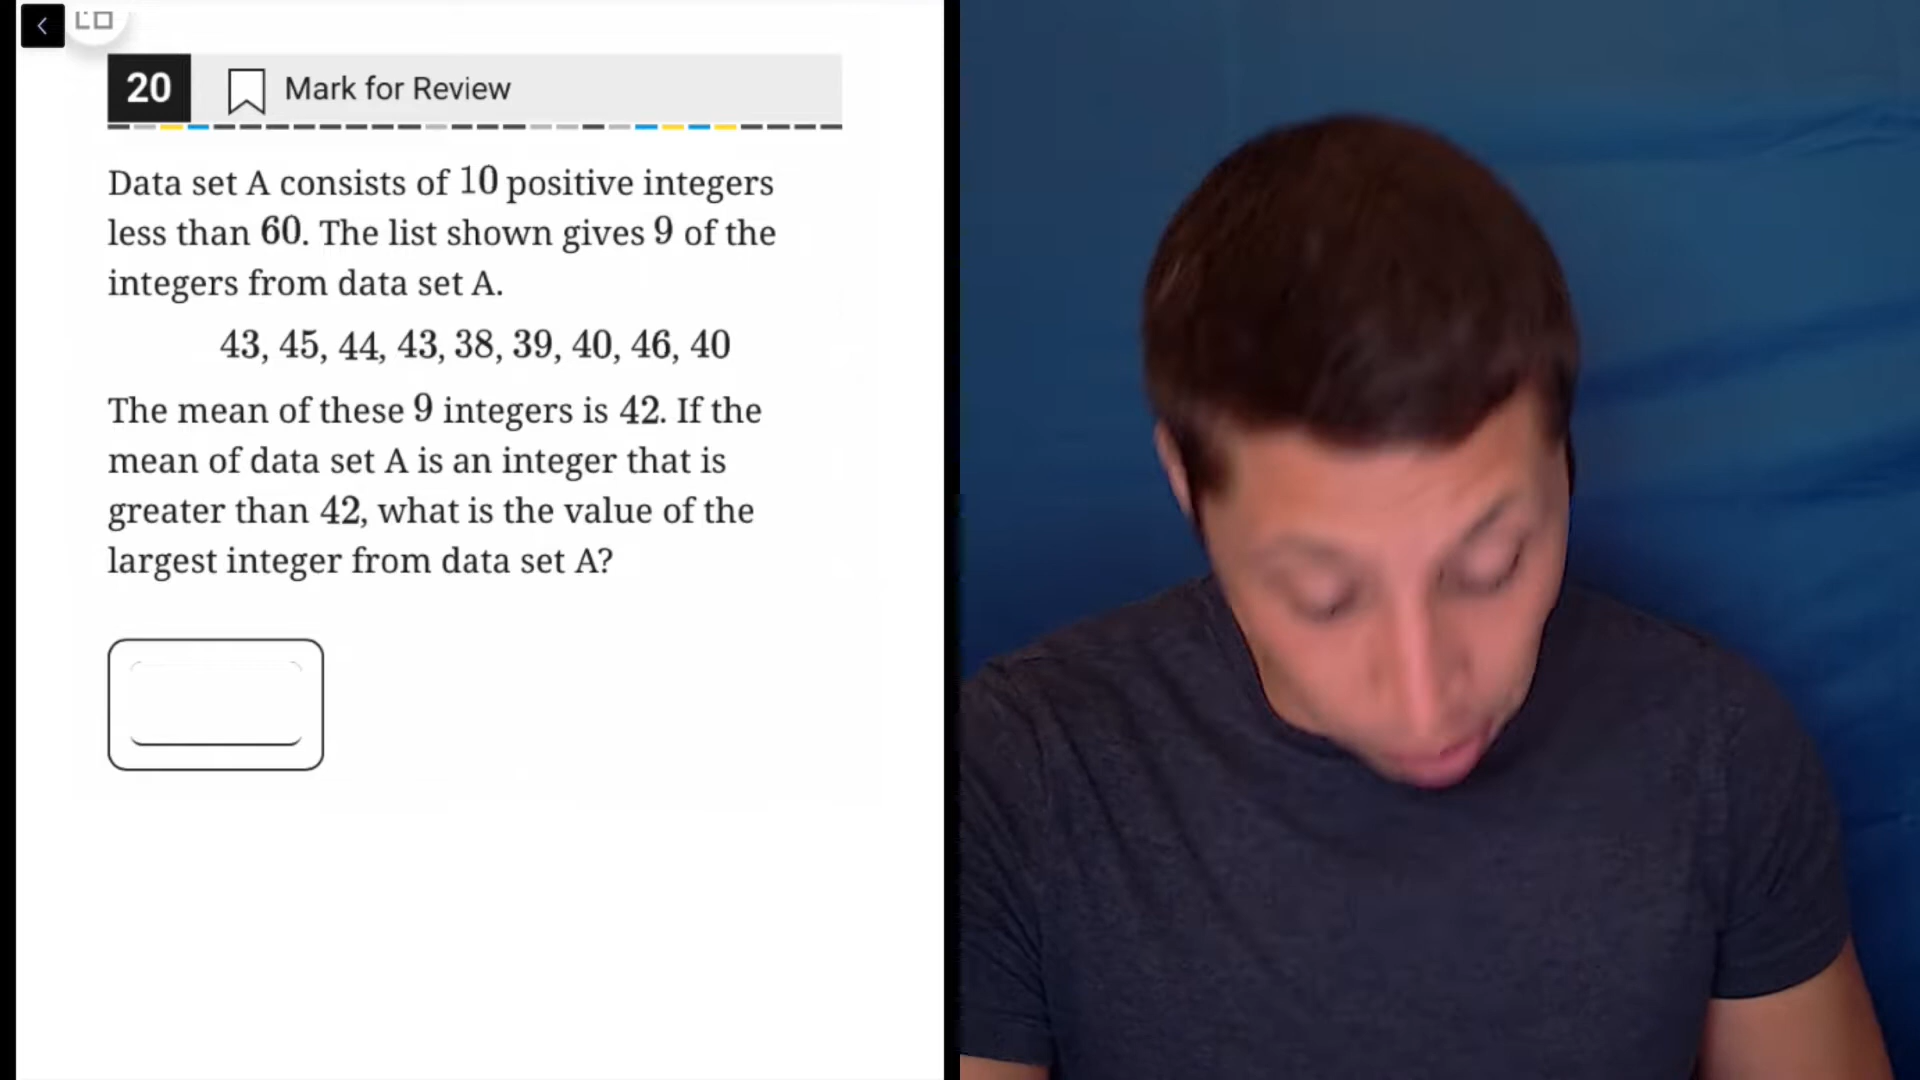 20 Mark for Review
Data set A consists of 10 positive integers
less than 60. The list shown gives 9 of the
integers from data set A.
43, 45, 44, 43, 38, 39, 40, 46, 40
The mean of these 9 integers is 42. If the
mean of data set A is an integer that is
greater than 42, what is the value of the
largest integer from data set A?